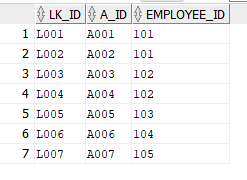 LK_ID A_ID EMPLOYEE_ID
1 L001 A001 101
2 L002 A002 101
3 L003 A003 102
4 L004 A004 102
5 L005 A005 103
6 L006 A006 104
7 L007 A007 105